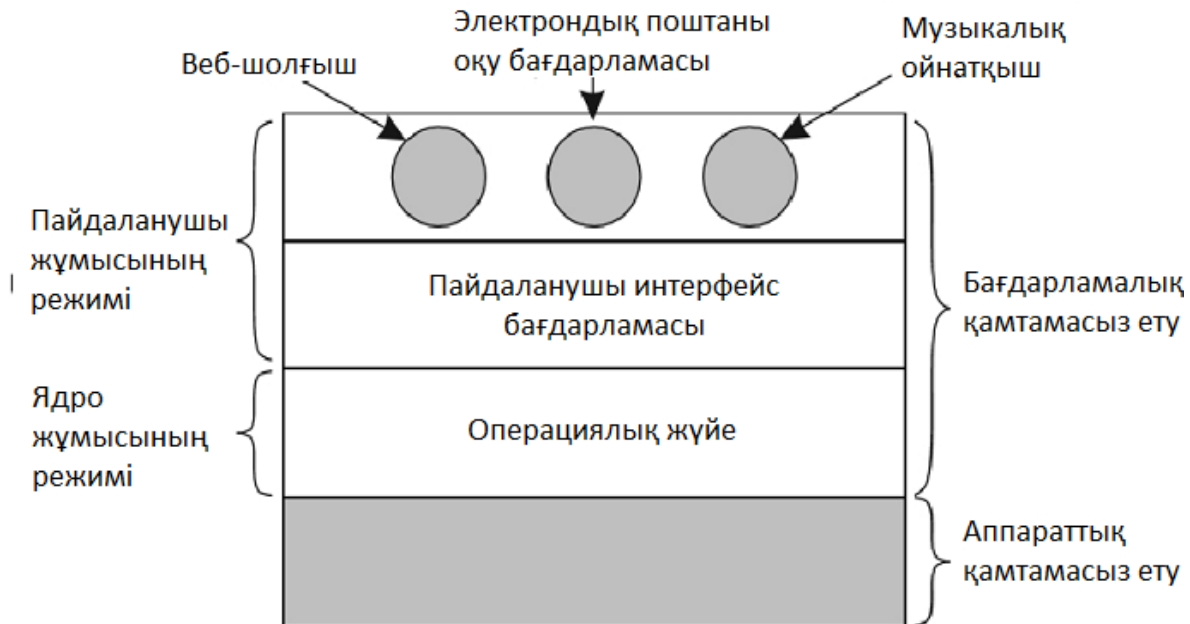 Веб-шолғыш
Электрондық поштаны
оқу бағдарламасы
Музыкалық
ойнатқыш
Пайдаланушы
жұмысының
режимі
Пайдаланушы интерфейс
бағдарламасы
Бағдарламалық
қамтамасыз ету
Ядро
жұмысының
режимі
Операциялық жүйе
Аппараттық
қамтамасыз ету